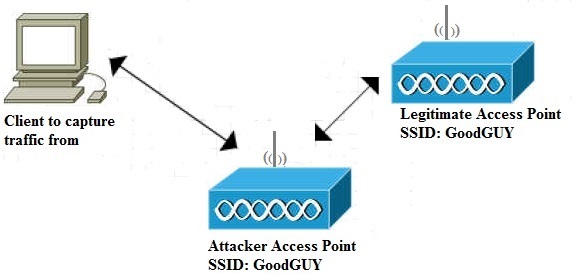 Client to capture
traffic from
Legitimate Access Point
SSID: GoodGUY
Attacker Access Point
SSID: GoodGUY